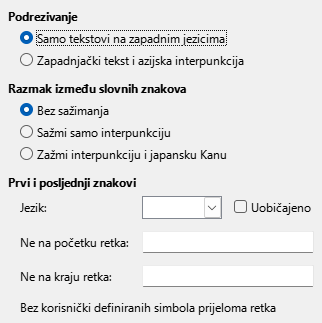 Podrezivanje
Samo tekstovi na zapadnim jezicima
Zapadnjački tekst i azijska interpunkcija
Razmak između slovnih znakova
Bez sažimanja
Sažmi samo interpunkciju
Zažmi interpunkciju i japansku Kanu
Prvi i posljednji znakovi
Jezik:
Uobičajeno
Ne na početku retka:
Ne na kraju retka:
Bez korisnički definiranih simbola prijeloma retka